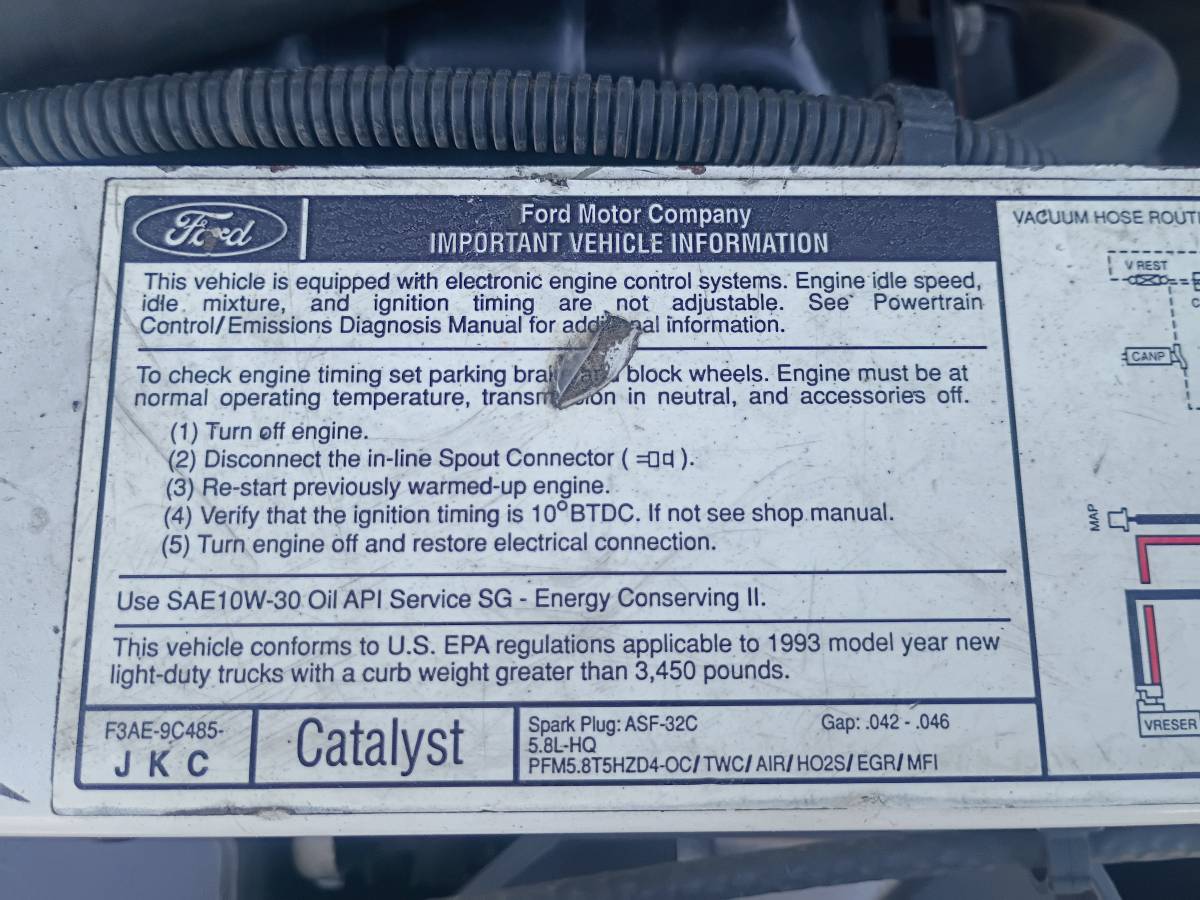 Ford
Ford Motor Company
IMPORTANT VEHICLE INFORMATION
This vehicle is equipped with electronic engine control systems. Engine idle speed,
idle mixture, and ignition timing are not adjustable. See Powertrain
Control/Emissions Diagnosis Manual for additional information.
To check engine timing set parking brake and block wheels. Engine must be at
normal operating temperature, transmission in neutral, and accessories off.
(1) Turn off engine.
(2) Disconnect the in-line Spout Connector ( ).
(3) Re-start previously warmed-up engine.
(4) Verify that the ignition timing is 10°BTDC. If not see shop manual.
(5) Turn engine off and restore electrical connection.
Use SAE10W-30 Oil API Service SG - Energy Conserving II.
This vehicle conforms to U.S. EPA regulations applicable to 1993 model year new
light-duty trucks with a curb weight greater than 3,450 pounds.
F3AE-9C485-
J K C
Catalyst
Spark Plug: ASF-32C Gap: .042 - .046
5.8L-HQ
PFM5.8T5HZD4-OC/TWC/AIR/HO2S/EGR/MFI
VACUUM HOSE
V REST
CANP
MAP
VRESER